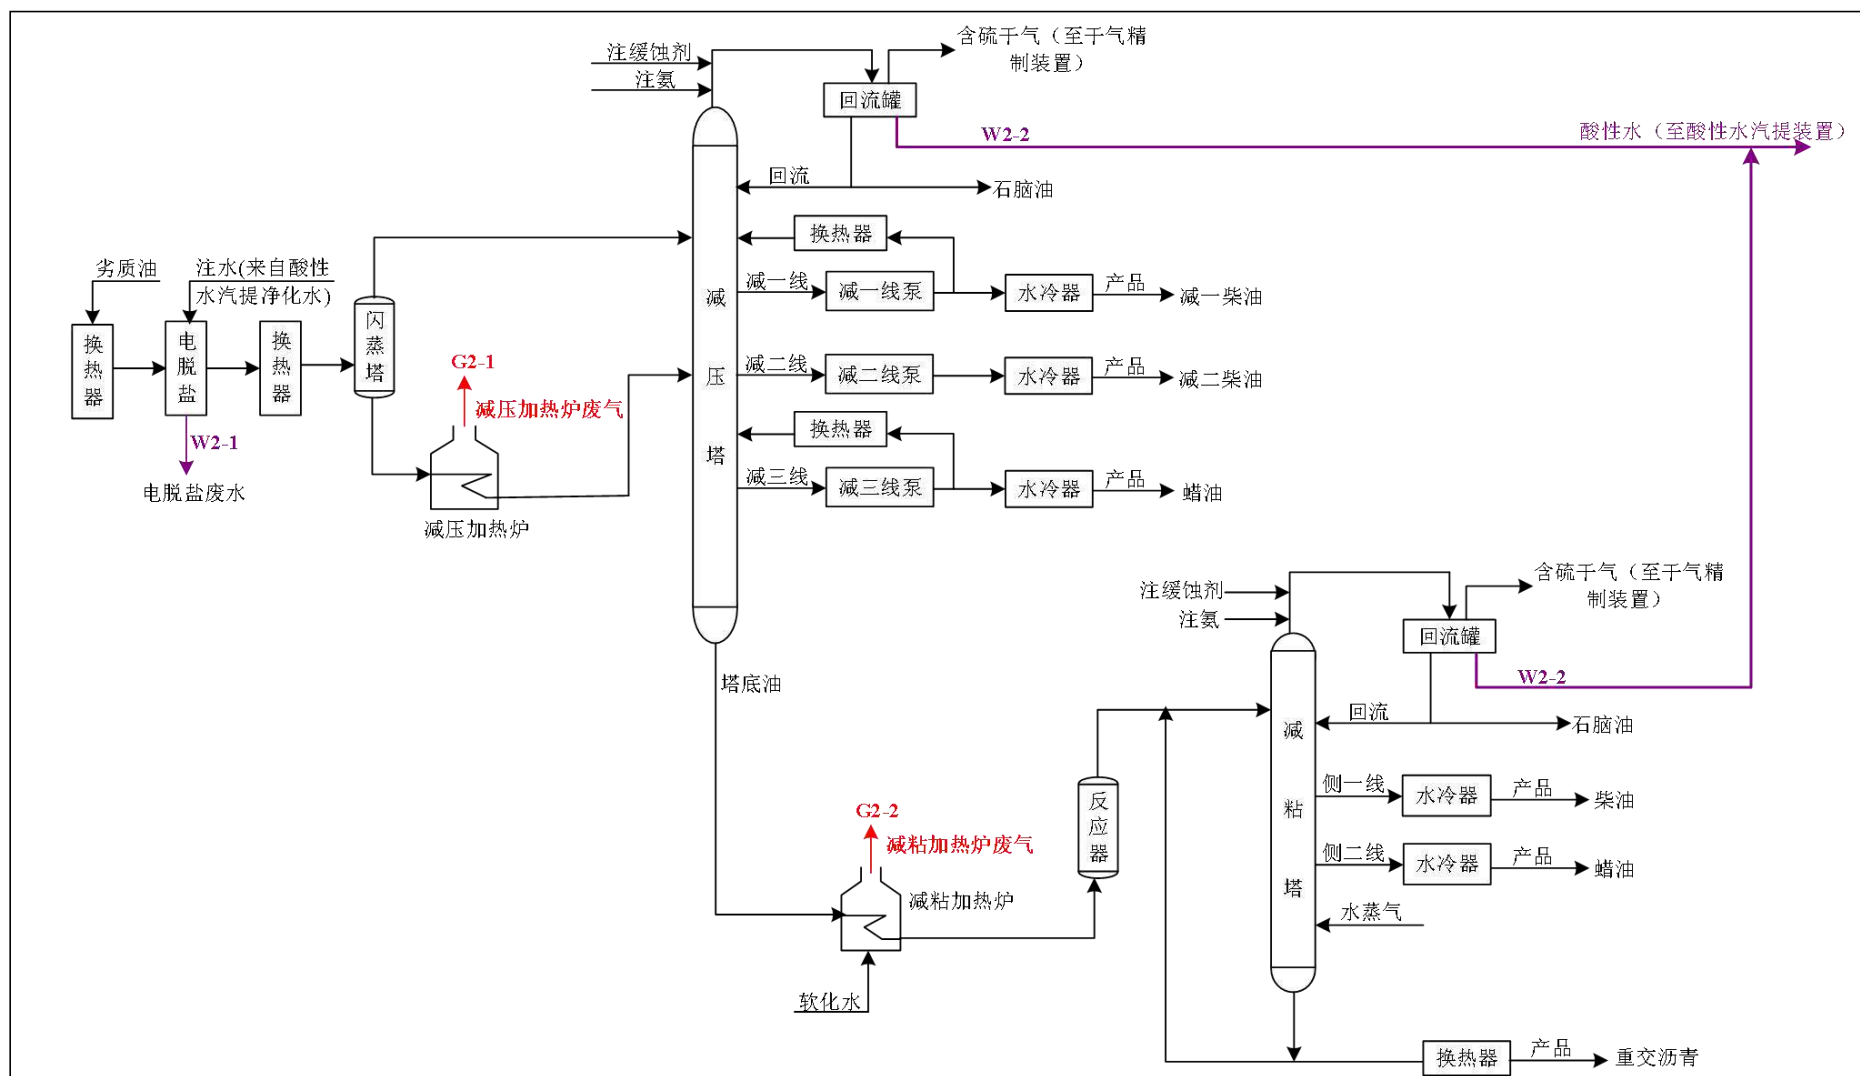 注缓蚀剂
注氨
含硫干气（至干气精
制装置）
回流罐
W2-2
酸性水（至酸性水汽提装置）
回流
石脑油
换热器
劣质油
注水(来自酸性
水汽提净化水)
减一线
减一线泵
水冷器
产品
减一柴油
换热器
电脱盐
换热器
闪蒸塔
G2-1
减压加热炉废气
减压塔
减二线
减二线泵
水冷器
产品
减二柴油
换热器
W2-1
电脱盐废水
减压加热炉
减三线
减三线泵
水冷器
产品
蜡油
塔底油
注缓蚀剂
注氨
含硫干气（至干气精
制装置）
回流罐
W2-2
回流
石脑油
减粘塔
反应器
侧一线
水冷器
产品
柴油
G2-2
减粘加热炉废气
侧二线
水冷器
产品
蜡油
减粘加热炉
水蒸气
软化水
换热器
产品
重交沥青